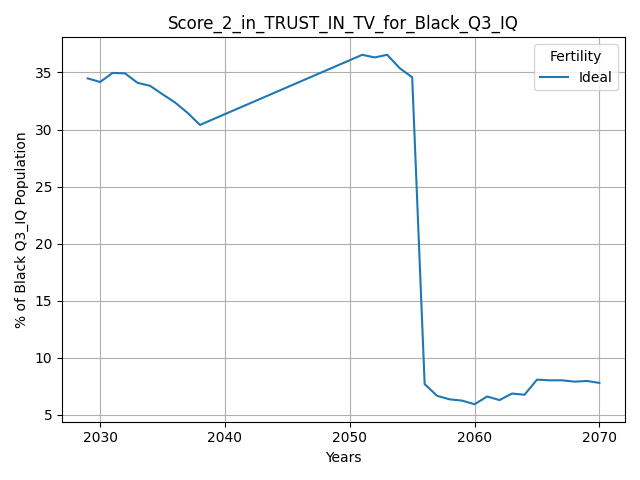 Score_2_in_TRUST_IN_TV_for_Black_Q3_IQ
Fertility
Ideal
% of Black Q3_IQ Population
35
30
25
20
15
10
5
2030 2040 2050 2060 2070
Years